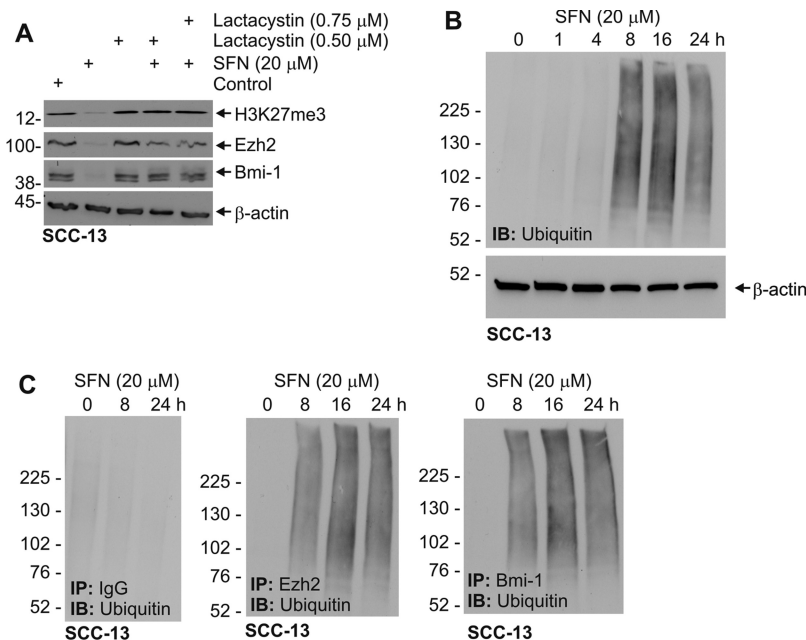 A
+ Lactacystin (0.75 μM)
+ + Lactacystin (0.50 μM)
+ + + SFN (20 μM)
+ Control
12- H3K27me3
100- Ezh2
38- Bmi-1
45- β-actin
SCC-13
B
SFN (20 μM)
0 1 4 8 16 24 h
225 -
130 -
102 -
76 -
52 -
IB: Ubiquitin
52 -
β-actin
SCC-13
C
SFN (20 μM)
0 8 24 h
225 -
130 -
102 -
76 -
52 -
IP: IgG
IB: Ubiquitin
SCC-13
SFN (20 μM)
0 8 16 24 h
225 -
130 -
102 -
76 -
52 -
IP: Ezh2
IB: Ubiquitin
SCC-13
SFN (20 μM)
0 8 16 24 h
225 -
130 -
102 -
76 -
52 -
IP: Bmi-1
IB: Ubiquitin
SCC-13